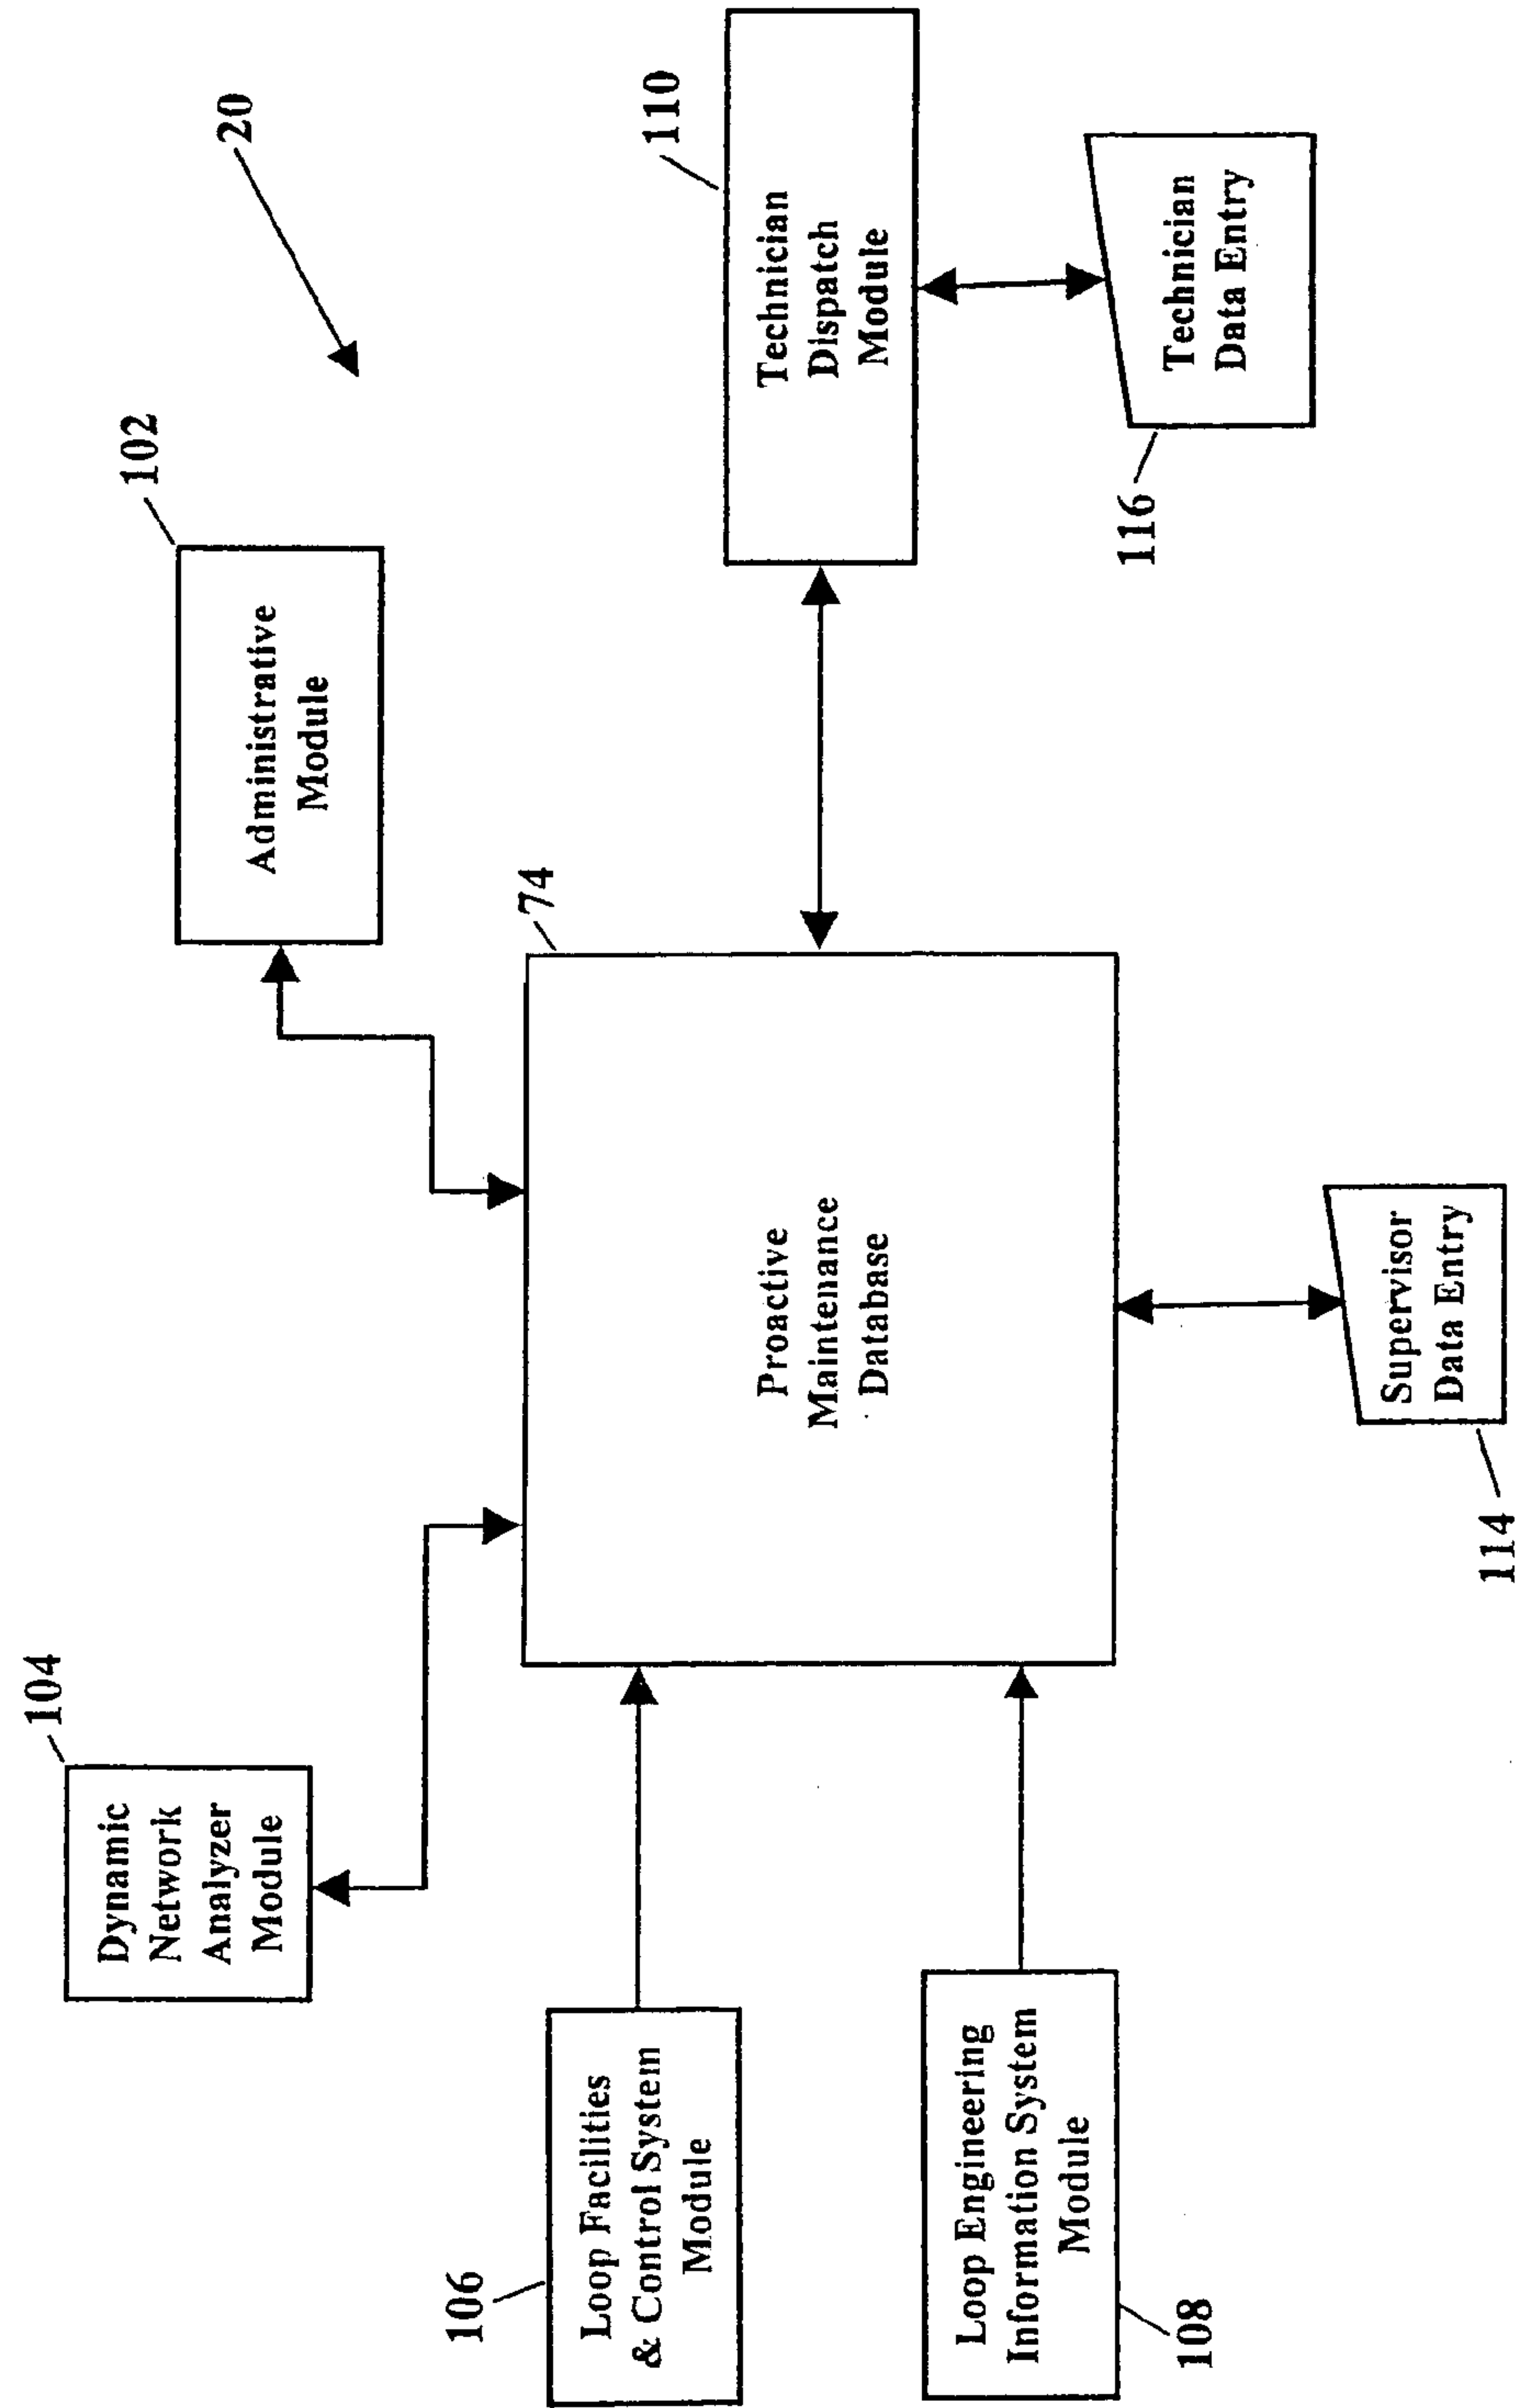 20
104
Dynamic
Network
Analyzer
Module
102
Administrative
Module
106
Loop Facilities
& Control System
Module
74
Proactive
Maintenance
Database
110
Technician
Dispatch
Module
108
Loop Engineering
Information System
Module
114
Supervisor
Data Entry
116
Technician
Data Entry